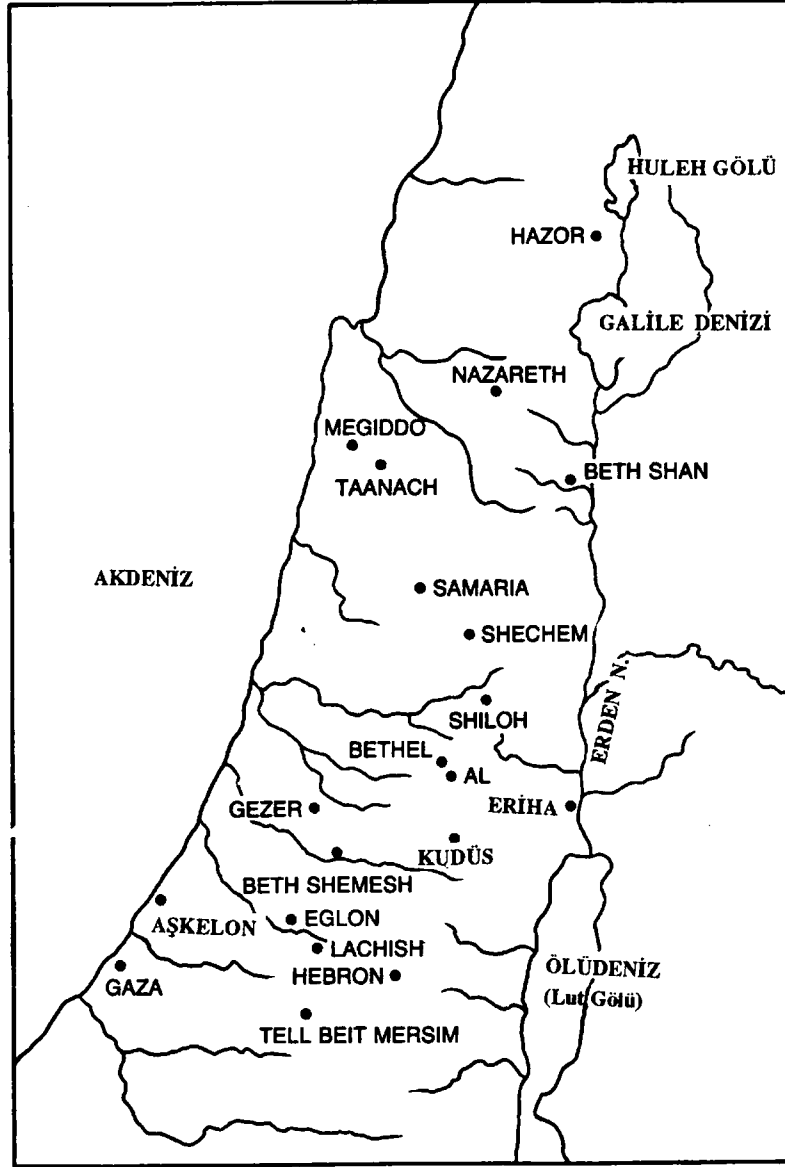 HULEH GÖLÜ
HAZOR
GALİLE DENİZİ
NAZARETH
MEGIDDO
TAANACH
BETH SHAN
AKDENİZ
SAMARIA
SHECHEM
ERDEN N.
SHILOH
BETHEL
AL
GEZER
ERİHA
KUDÜS
BETH SHEMESH
AŞKELON
EGLON
LACHISH
HEBRON
GAZA
ÖLÜDENİZ
(Lut Gölü)
TELL BEIT MERSIM